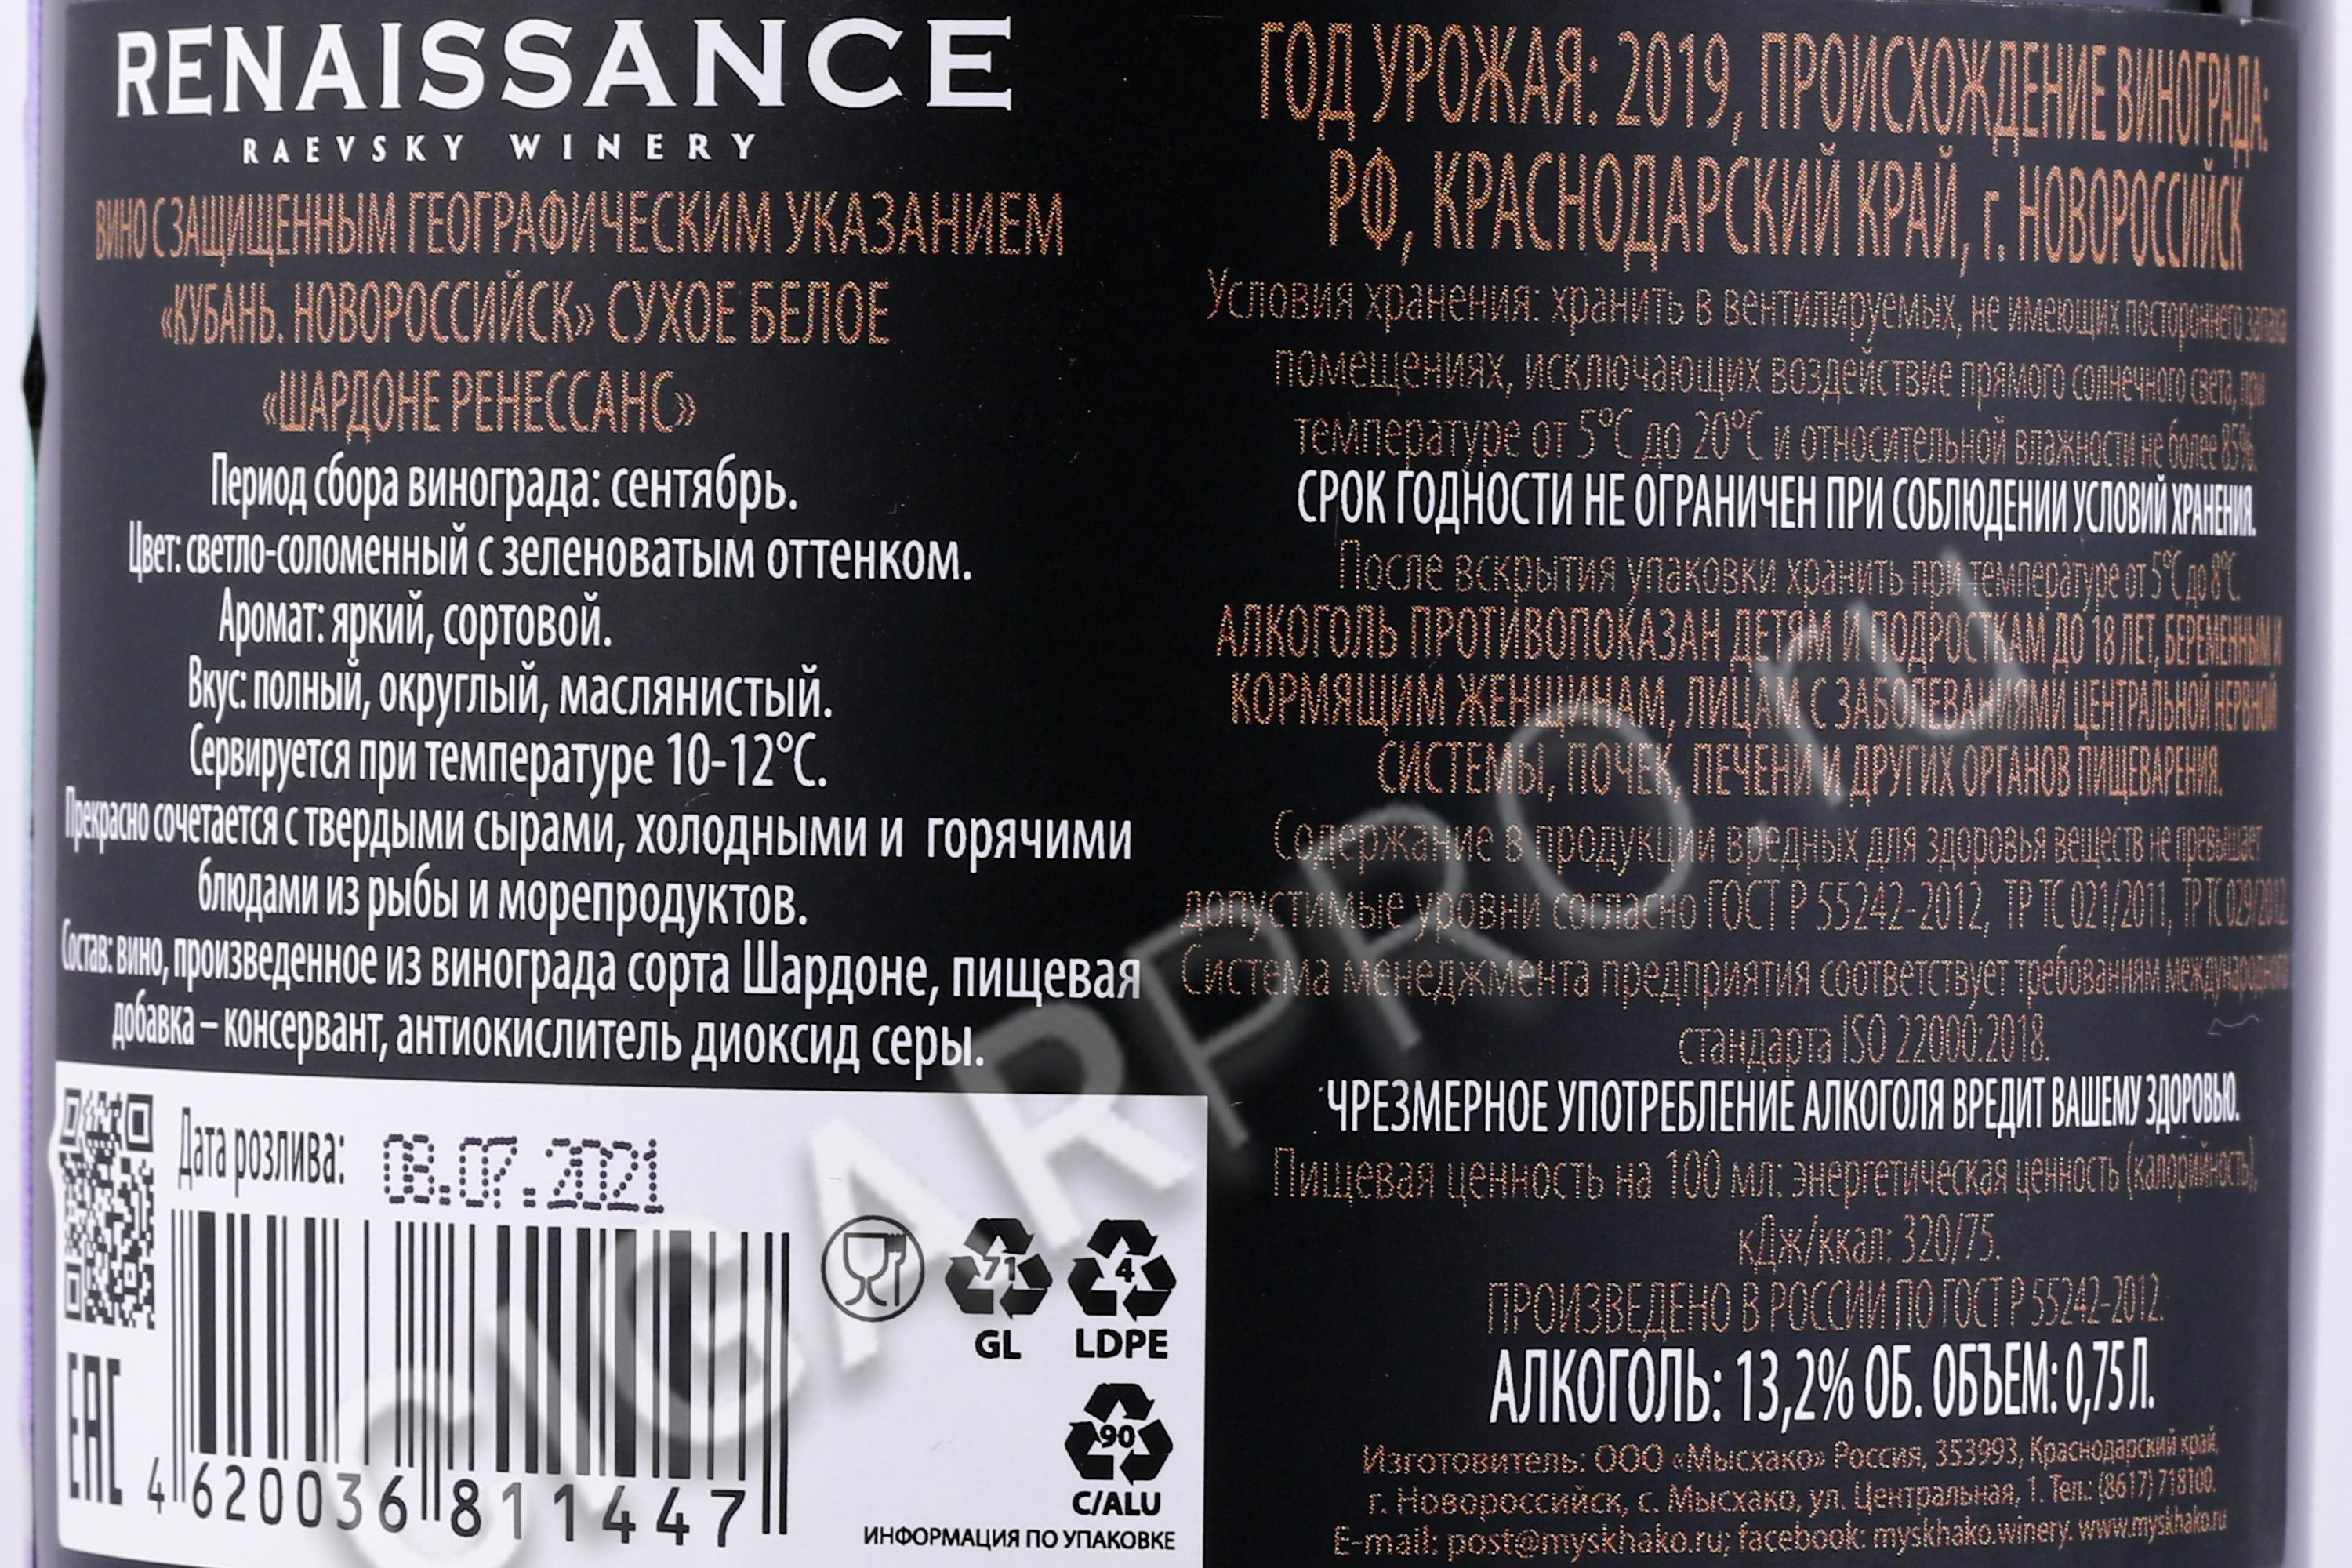 RENAISSANCE
RAEVSKY WINERY
ВИНО С ЗАЩИЩЕННЫМ ГЕОГРАФИЧЕСКИМ УКАЗАНИЕМ
«КУБАНЬ. НОВОРОССИЙСК» СУХОЕ БЕЛОЕ
«ШАРДОНЕ РЕНЕССАНС»
Период сбора винограда: сентябрь.
Цвет: светло-соломенный с зеленоватым оттенком.
Аромат: яркий, сортовой.
Вкус: полный, округлый, маслянистый.
Сервируется при температуре 10-12°С.
Прекрасно сочетается с твердыми сырами, холодными и горячими
блюдами из рыбы и морепродуктов.
Состав: вино, произведенное из винограда сорта Шардоне, пищевая
добавка – консервант, антиокислитель диоксид серы.
Дата розлива: 08.07.2021
EAC
4 620036 811447
71
GL
4
LDPE
90
C/ALU
ИНФОРМАЦИЯ ПО УПАКОВКЕ
ГОД УРОЖАЯ: 2019, ПРОИСХОЖДЕНИЕ ВИНОГРАДА:
РФ, КРАСНОДАРСКИЙ КРАЙ, г. НОВОРОССИЙСК
Условия хранения: хранить в вентилируемых, не имеющих постороннего запаха
помещениях, исключающих воздействие прямого солнечного света, при
температуре от 5°С до 20°С и относительной влажности не более 85%.
СРОК ГОДНОСТИ НЕ ОГРАНИЧЕН ПРИ СОБЛЮДЕНИИ УСЛОВИЙ ХРАНЕНИЯ.
После вскрытия упаковки хранить при температуре от 5°С до 8°С.
АЛКОГОЛЬ ПРОТИВОПОКАЗАН ДЕТЯМ И ПОДРОСТКАМ ДО 18 ЛЕТ, БЕРЕМЕННЫМ И
КОРМЯЩИМ ЖЕНЩИНАМ, ЛИЦАМ С ЗАБОЛЕВАНИЯМИ ЦЕНТРАЛЬНОЙ НЕРВНОЙ
СИСТЕМЫ, ПОЧЕК, ПЕЧЕНИ И ДРУГИХ ОРГАНОВ ПИЩЕВАРЕНИЯ.
Содержание в продукции вредных для здоровья веществ не превышает
допустимые уровни согласно ГОСТ Р 55242-2012, ТР ТС 021/2011, ТР ТС 029/2012.
Система менеджмента предприятия соответствует требованиям международного
стандарта ISO 22000:2018.
ЧРЕЗМЕРНОЕ УПОТРЕБЛЕНИЕ АЛКОГОЛЯ ВРЕДИТ ВАШЕМУ ЗДОРОВЬЮ.
Пищевая ценность на 100 мл: энергетическая ценность (калорийность),
кДж/ккал: 320/75.
ПРОИЗВЕДЕНО В РОССИИ ПО ГОСТ Р 55242-2012.
АЛКОГОЛЬ: 13,2% ОБ. ОБЪЕМ: 0,75 Л.
Изготовитель: ООО «Мысхако» Россия, 353993, Краснодарский край,
г. Новороссийск, с. Мысхако, ул. Центральная, 1. Тел.: (8617) 718100.
E-mail: post@myskhako.ru; facebook: myskhako.winery. www.myskhako.ru
CIGARPRO.ru